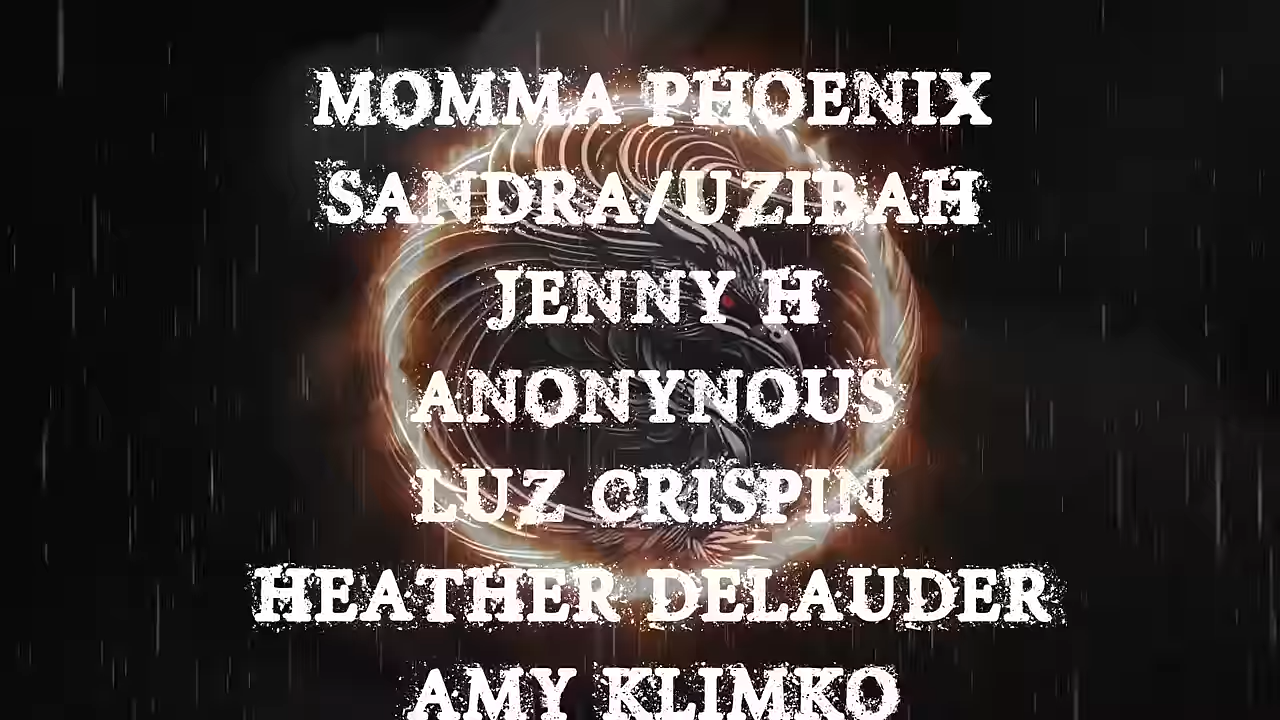 MOMMA PHOENIX
SANDRA/UZIBAH
JENNY H
ANONYNOUS
LUZ CRISPIN
HEATHER DELAUDER
AMY KLIMKO